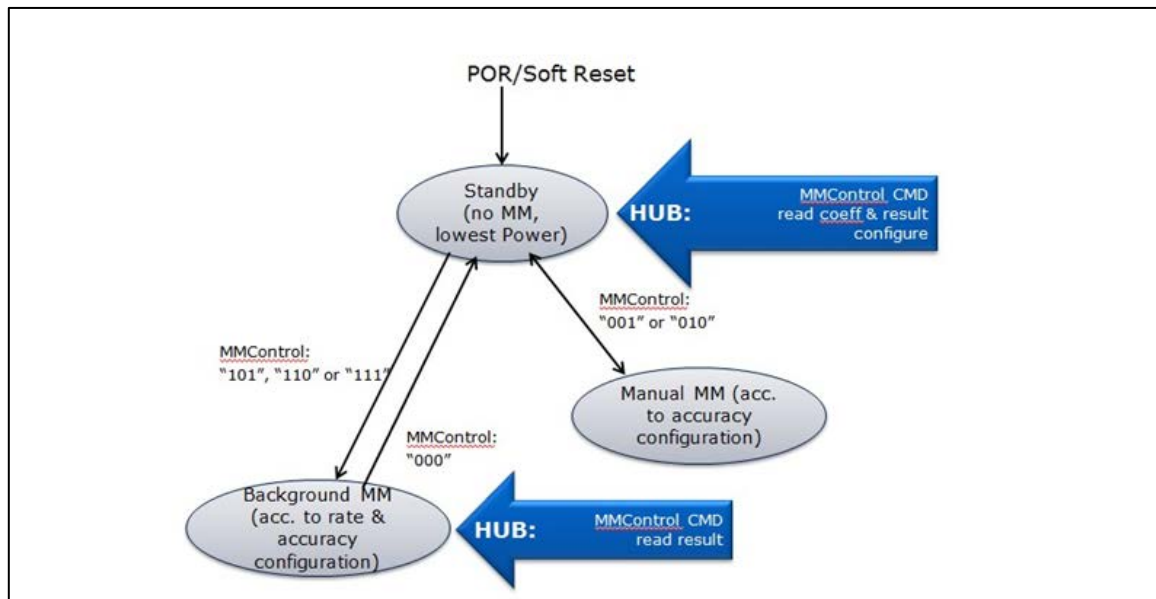 POR/Soft Reset
Standby
(no MM,
lowest Power)
HUB:
MMControl CMD
read coeff & result
configure
MMControl:
“001” or “010”
MMControl:
“101”, “110” or “111”
Manual MM (acc.
to accuracy
configuration)
MMControl:
“000”
Background MM
(acc. to rate &
accuracy
configuration)
HUB:
MMControl CMD
read result